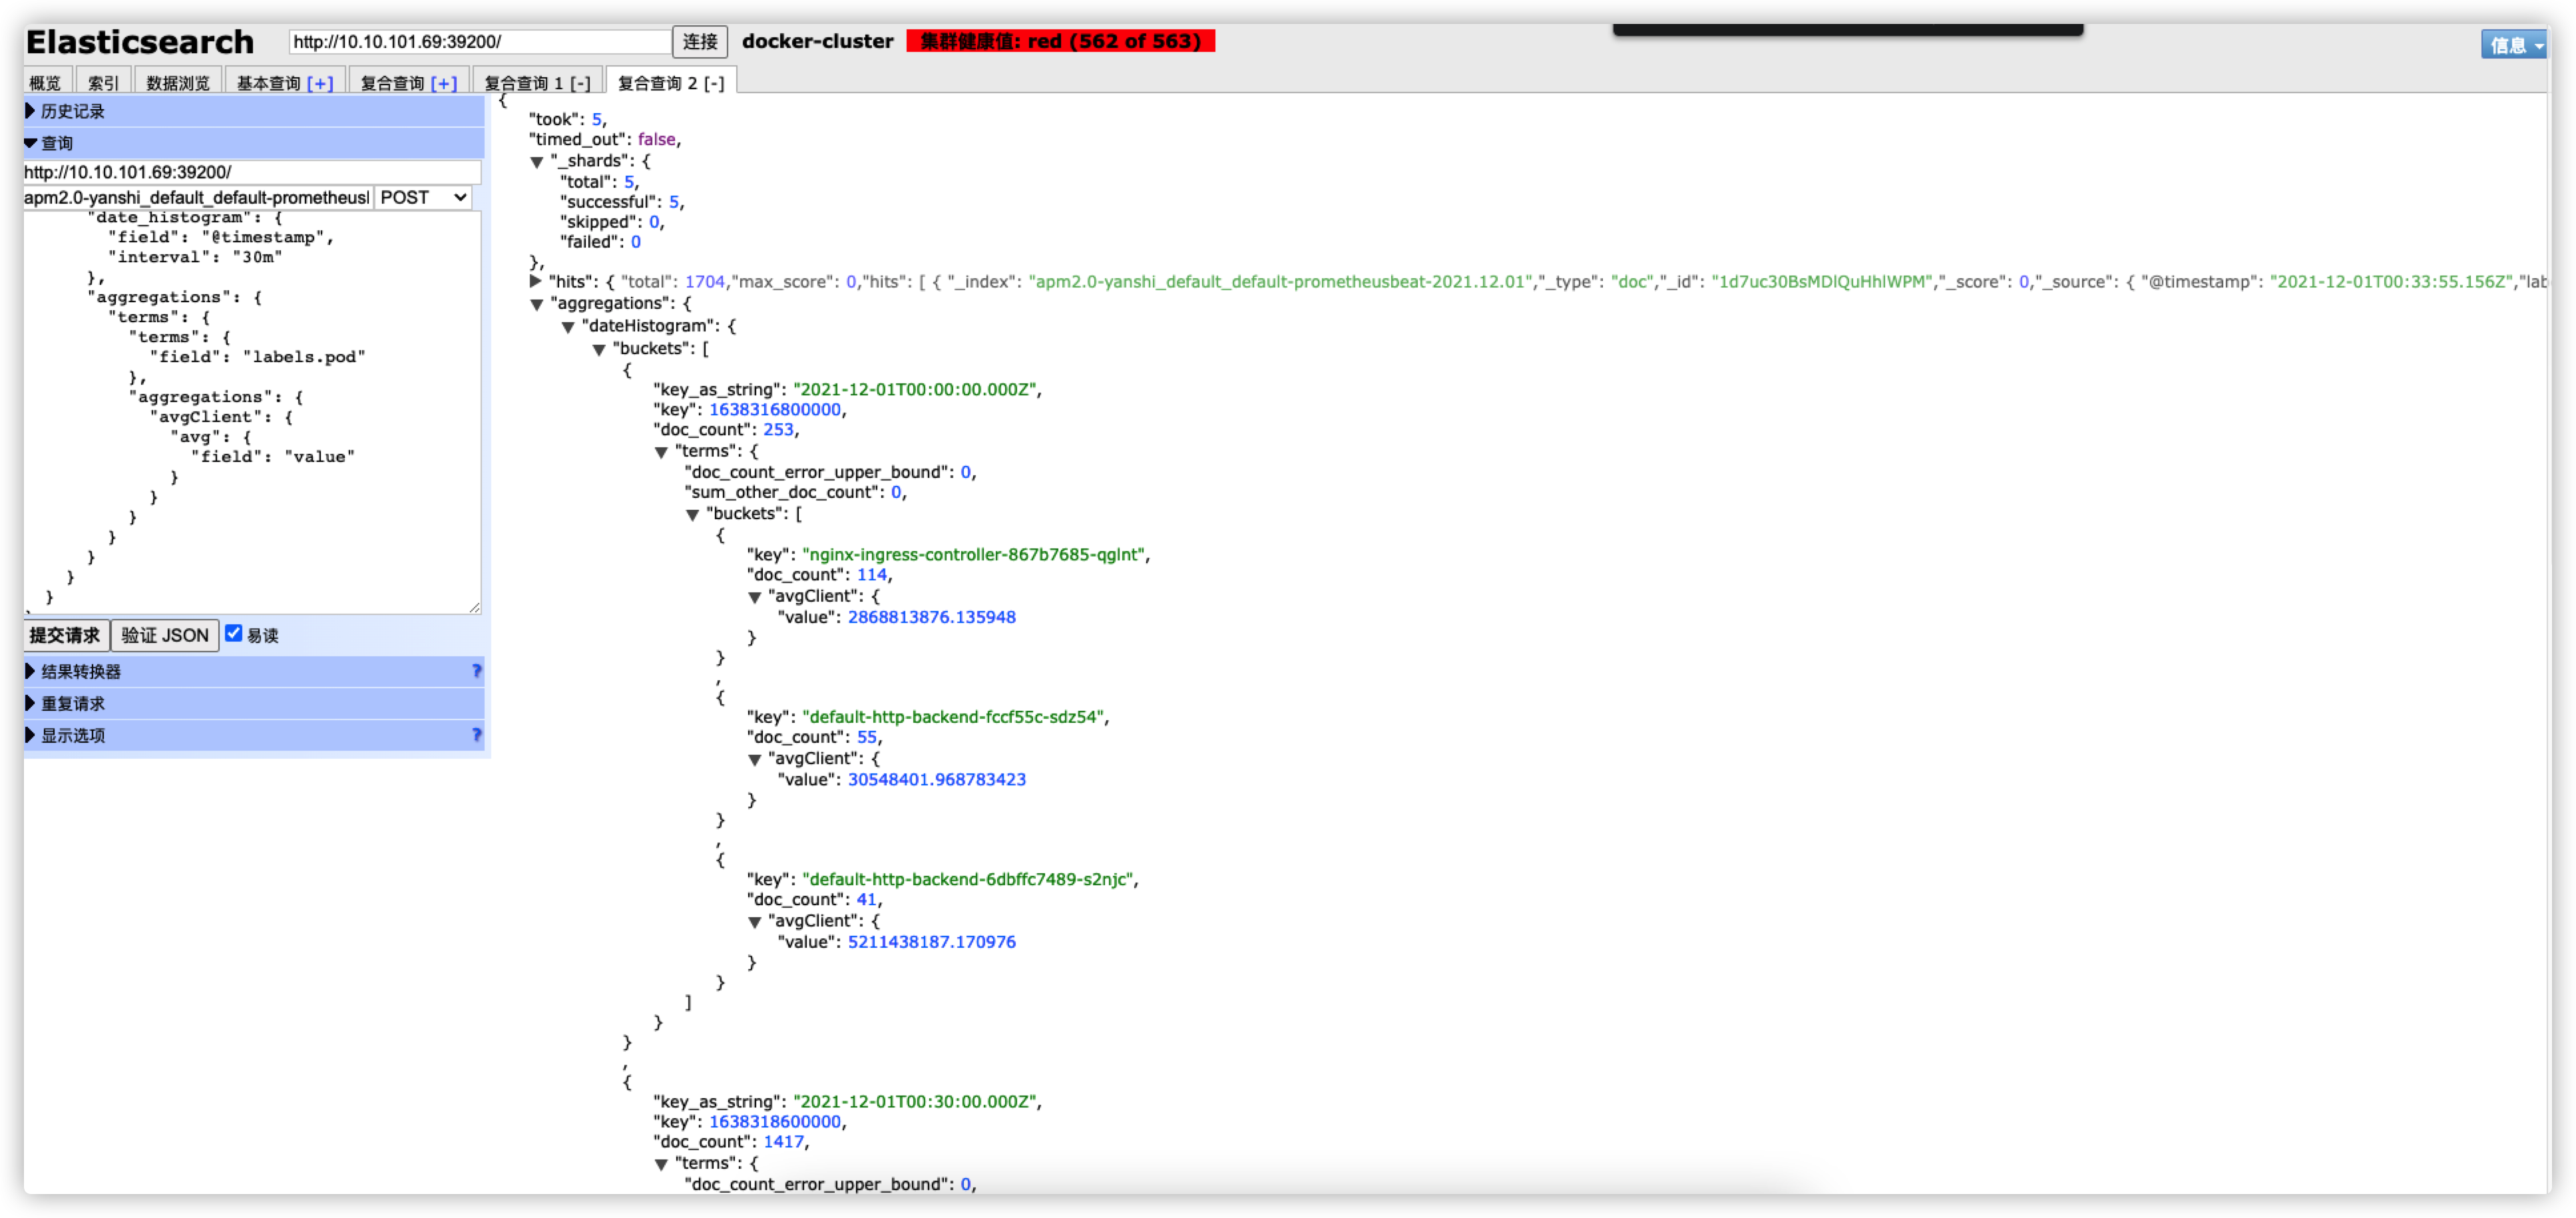 Elasticsearch http://10.10.101.69:39200/ 连接 docker-cluster 集群健康值: red (562 of 563) 信息
概览 索引 数据浏览 基本查询 [+] 复合查询 [+] 复合查询 1 [-] 复合查询 2 [-]
历史记录
查询
http://10.10.101.69:39200/
apm2.0-yanshi_default_default-prometheusl POST
"date_histogram": {
"field": "@timestamp",
"interval": "30m"
},
"aggregations": {
"terms": {
"terms": {
"field": "labels.pod"
},
"aggregations": {
"avgClient": {
"avg": {
"field": "value"
}
}
}
}
}
}
}
提交请求 验证 JSON 易读
结果转换器 ?
重复请求
显示选项 ?
{
"took": 5,
"timed_out": false,
"_shards": {
"total": 5,
"successful": 5,
"skipped": 0,
"failed": 0
},
"hits": { "total": 1704,"max_score": 0,"hits": [ { "_index": "apm2.0-yanshi_default_default-prometheusbeat-2021.12.01","_type": "doc","_id": "1d7uc30BsMDlQuHhlWPM","_score": 0,"_source": { "@timestamp": "2021-12-01T00:33:55.156Z","lab
"aggregations": {
"dateHistogram": {
"buckets": [
{
"key_as_string": "2021-12-01T00:00:00.000Z",
"key": 1638316800000,
"doc_count": 253,
"terms": {
"doc_count_error_upper_bound": 0,
"sum_other_doc_count": 0,
"buckets": [
{
"key": "nginx-ingress-controller-867b7685-qglnt",
"doc_count": 114,
"avgClient": {
"value": 2868813876.135948
}
}
,
{
"key": "default-http-backend-fccf55c-sdz54",
"doc_count": 55,
"avgClient": {
"value": 30548401.968783423
}
}
,
{
"key": "default-http-backend-6dbffc7489-s2njc",
"doc_count": 41,
"avgClient": {
"value": 5211438187.170976
}
}
]
}
}
,
{
"key_as_string": "2021-12-01T00:30:00.000Z",
"key": 1638318600000,
"doc_count": 1417,
"terms": {
"doc_count_error_upper_bound": 0,